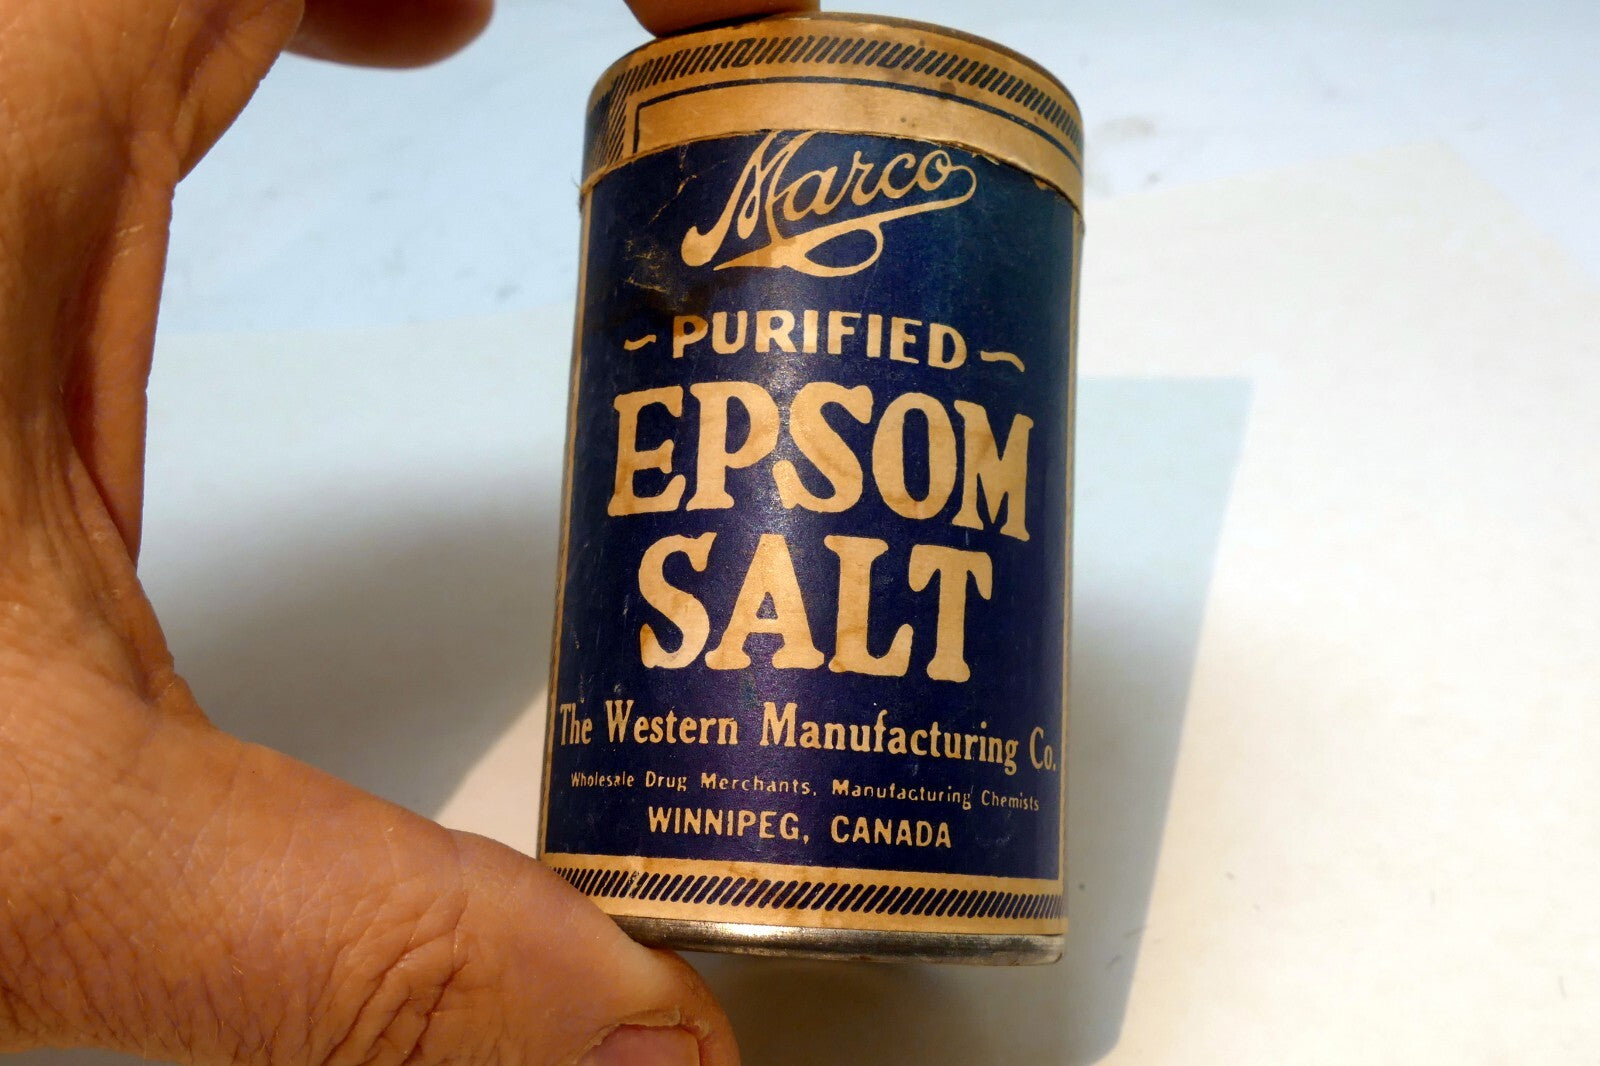 Marco
~PURIFIED~
EPSOM
SALT
The Western Manufacturing Co.
Wholesale Drug Merchants, Manufacturing Chemists
WINNIPEG, CANADA